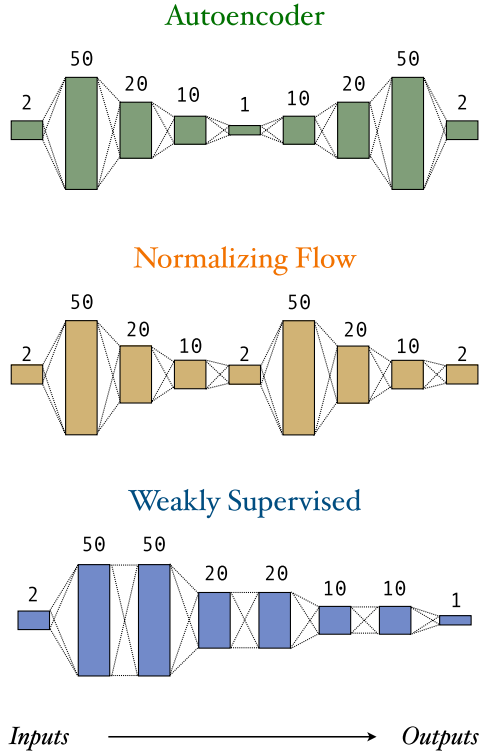 Autoencoder
2 50 20 10 1 10 20 50 2
Normalizing Flow
2 50 20 10 2 50 20 10 2
Weakly Supervised
2 50 50 20 20 10 10 1
Inputs Outputs